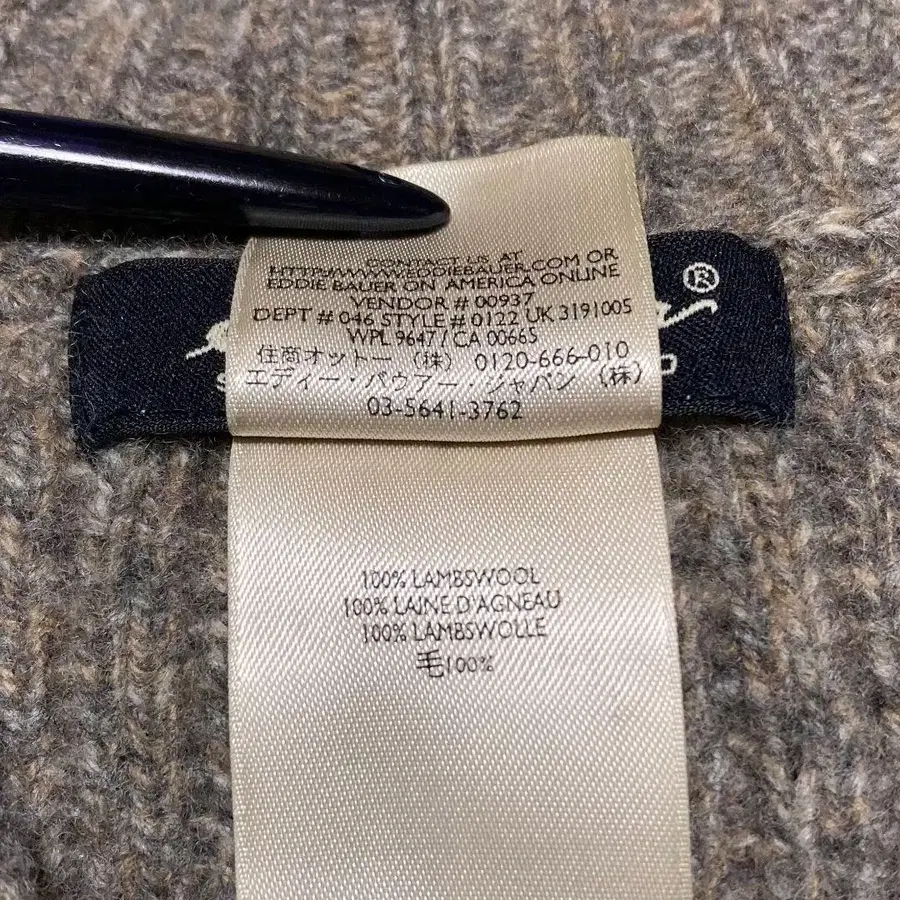 CONTACT US AT
HTTP://WWW.EDDIEBAUER.COM OR
EDDIE BAUER ON AMERICA ONLINE
VENDOR # 00937
DEPT # 046 STYLE # 0122 UK 3191005
WPL 9647 / CA 00665
住商オットー (株) 0120-666-010
エディー・バウアー・ジャパン (株)
03-5641-3762
®
100% LAMBSWOOL
100% LAINE D'AGNEAU
100% LAMBSWOLLE
毛100%